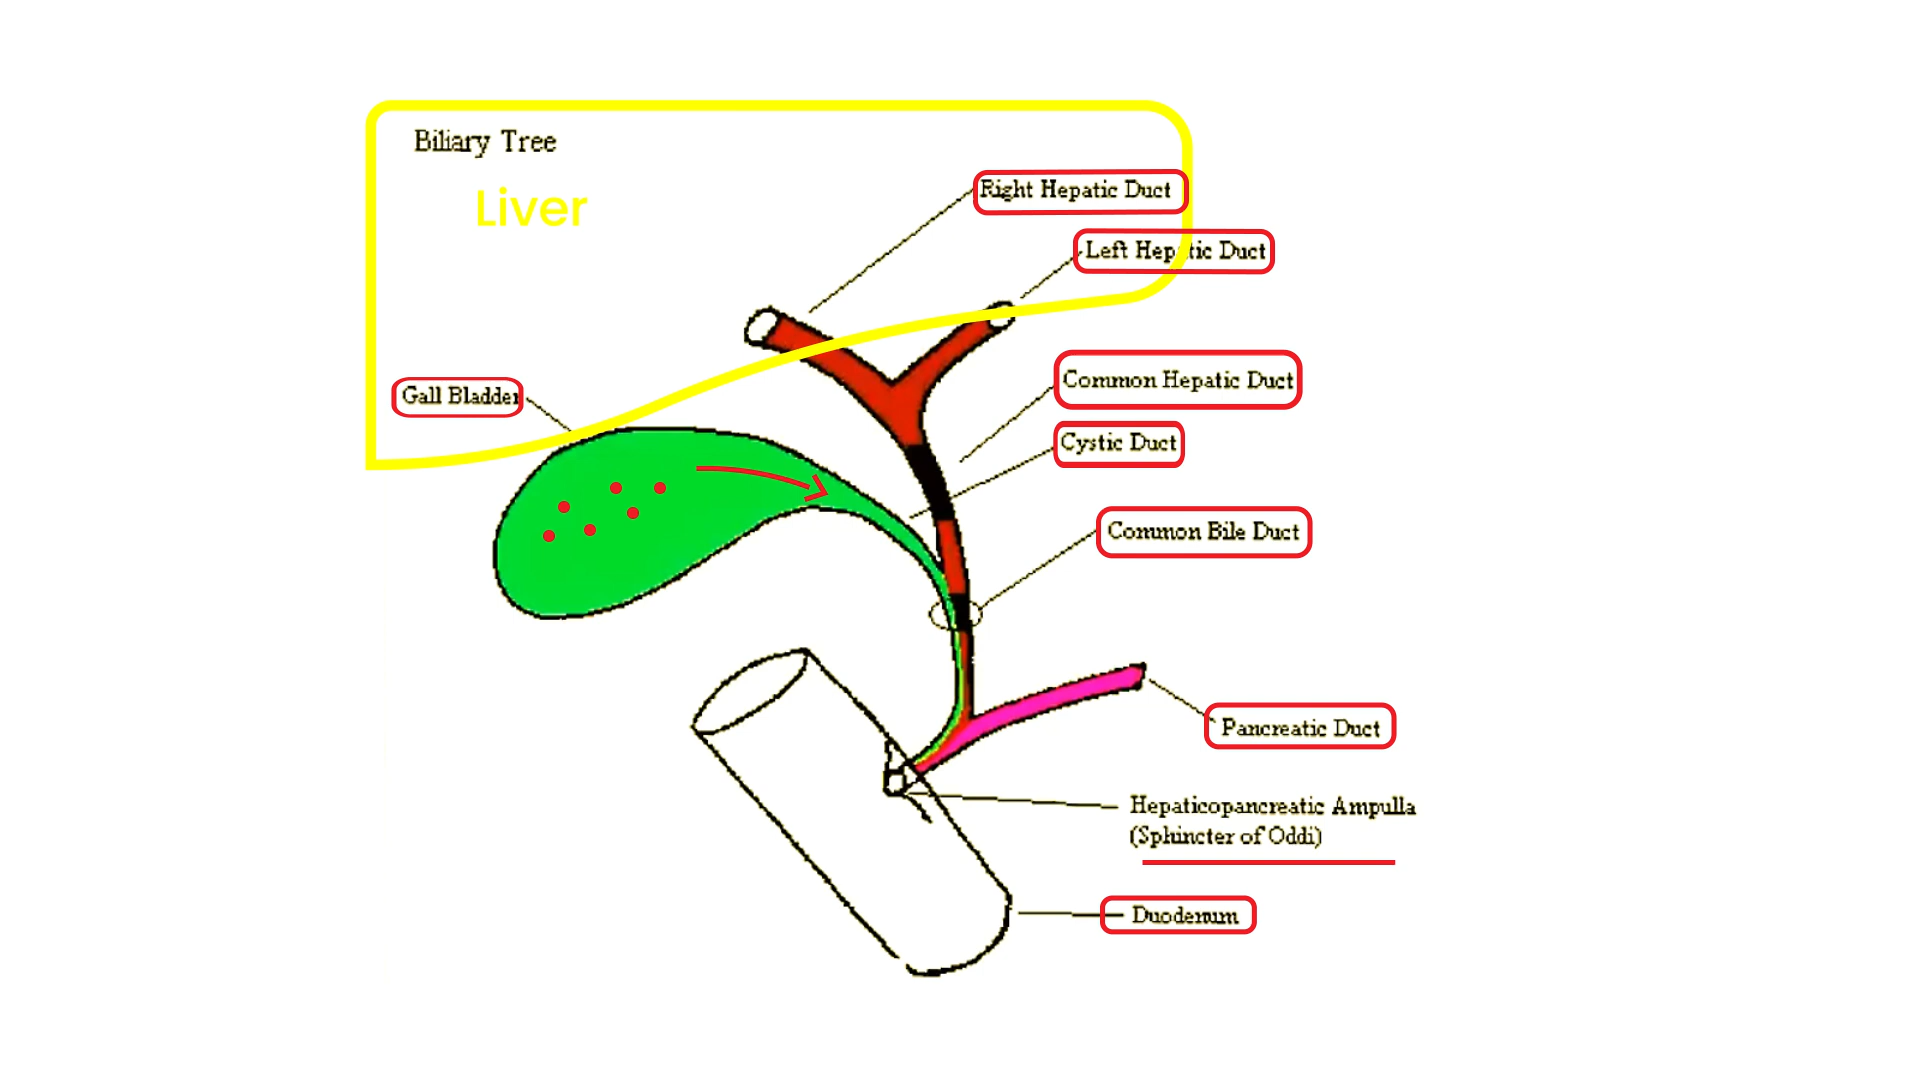 Biliary Tree
Liver
Right Hepatic Duct
Left Hepatic Duct
Common Hepatic Duct
Gall Bladder
Cystic Duct
Common Bile Duct
Pancreatic Duct
Hepaticopancreatic Ampulla
(Sphincter of Oddi)
Duodenum